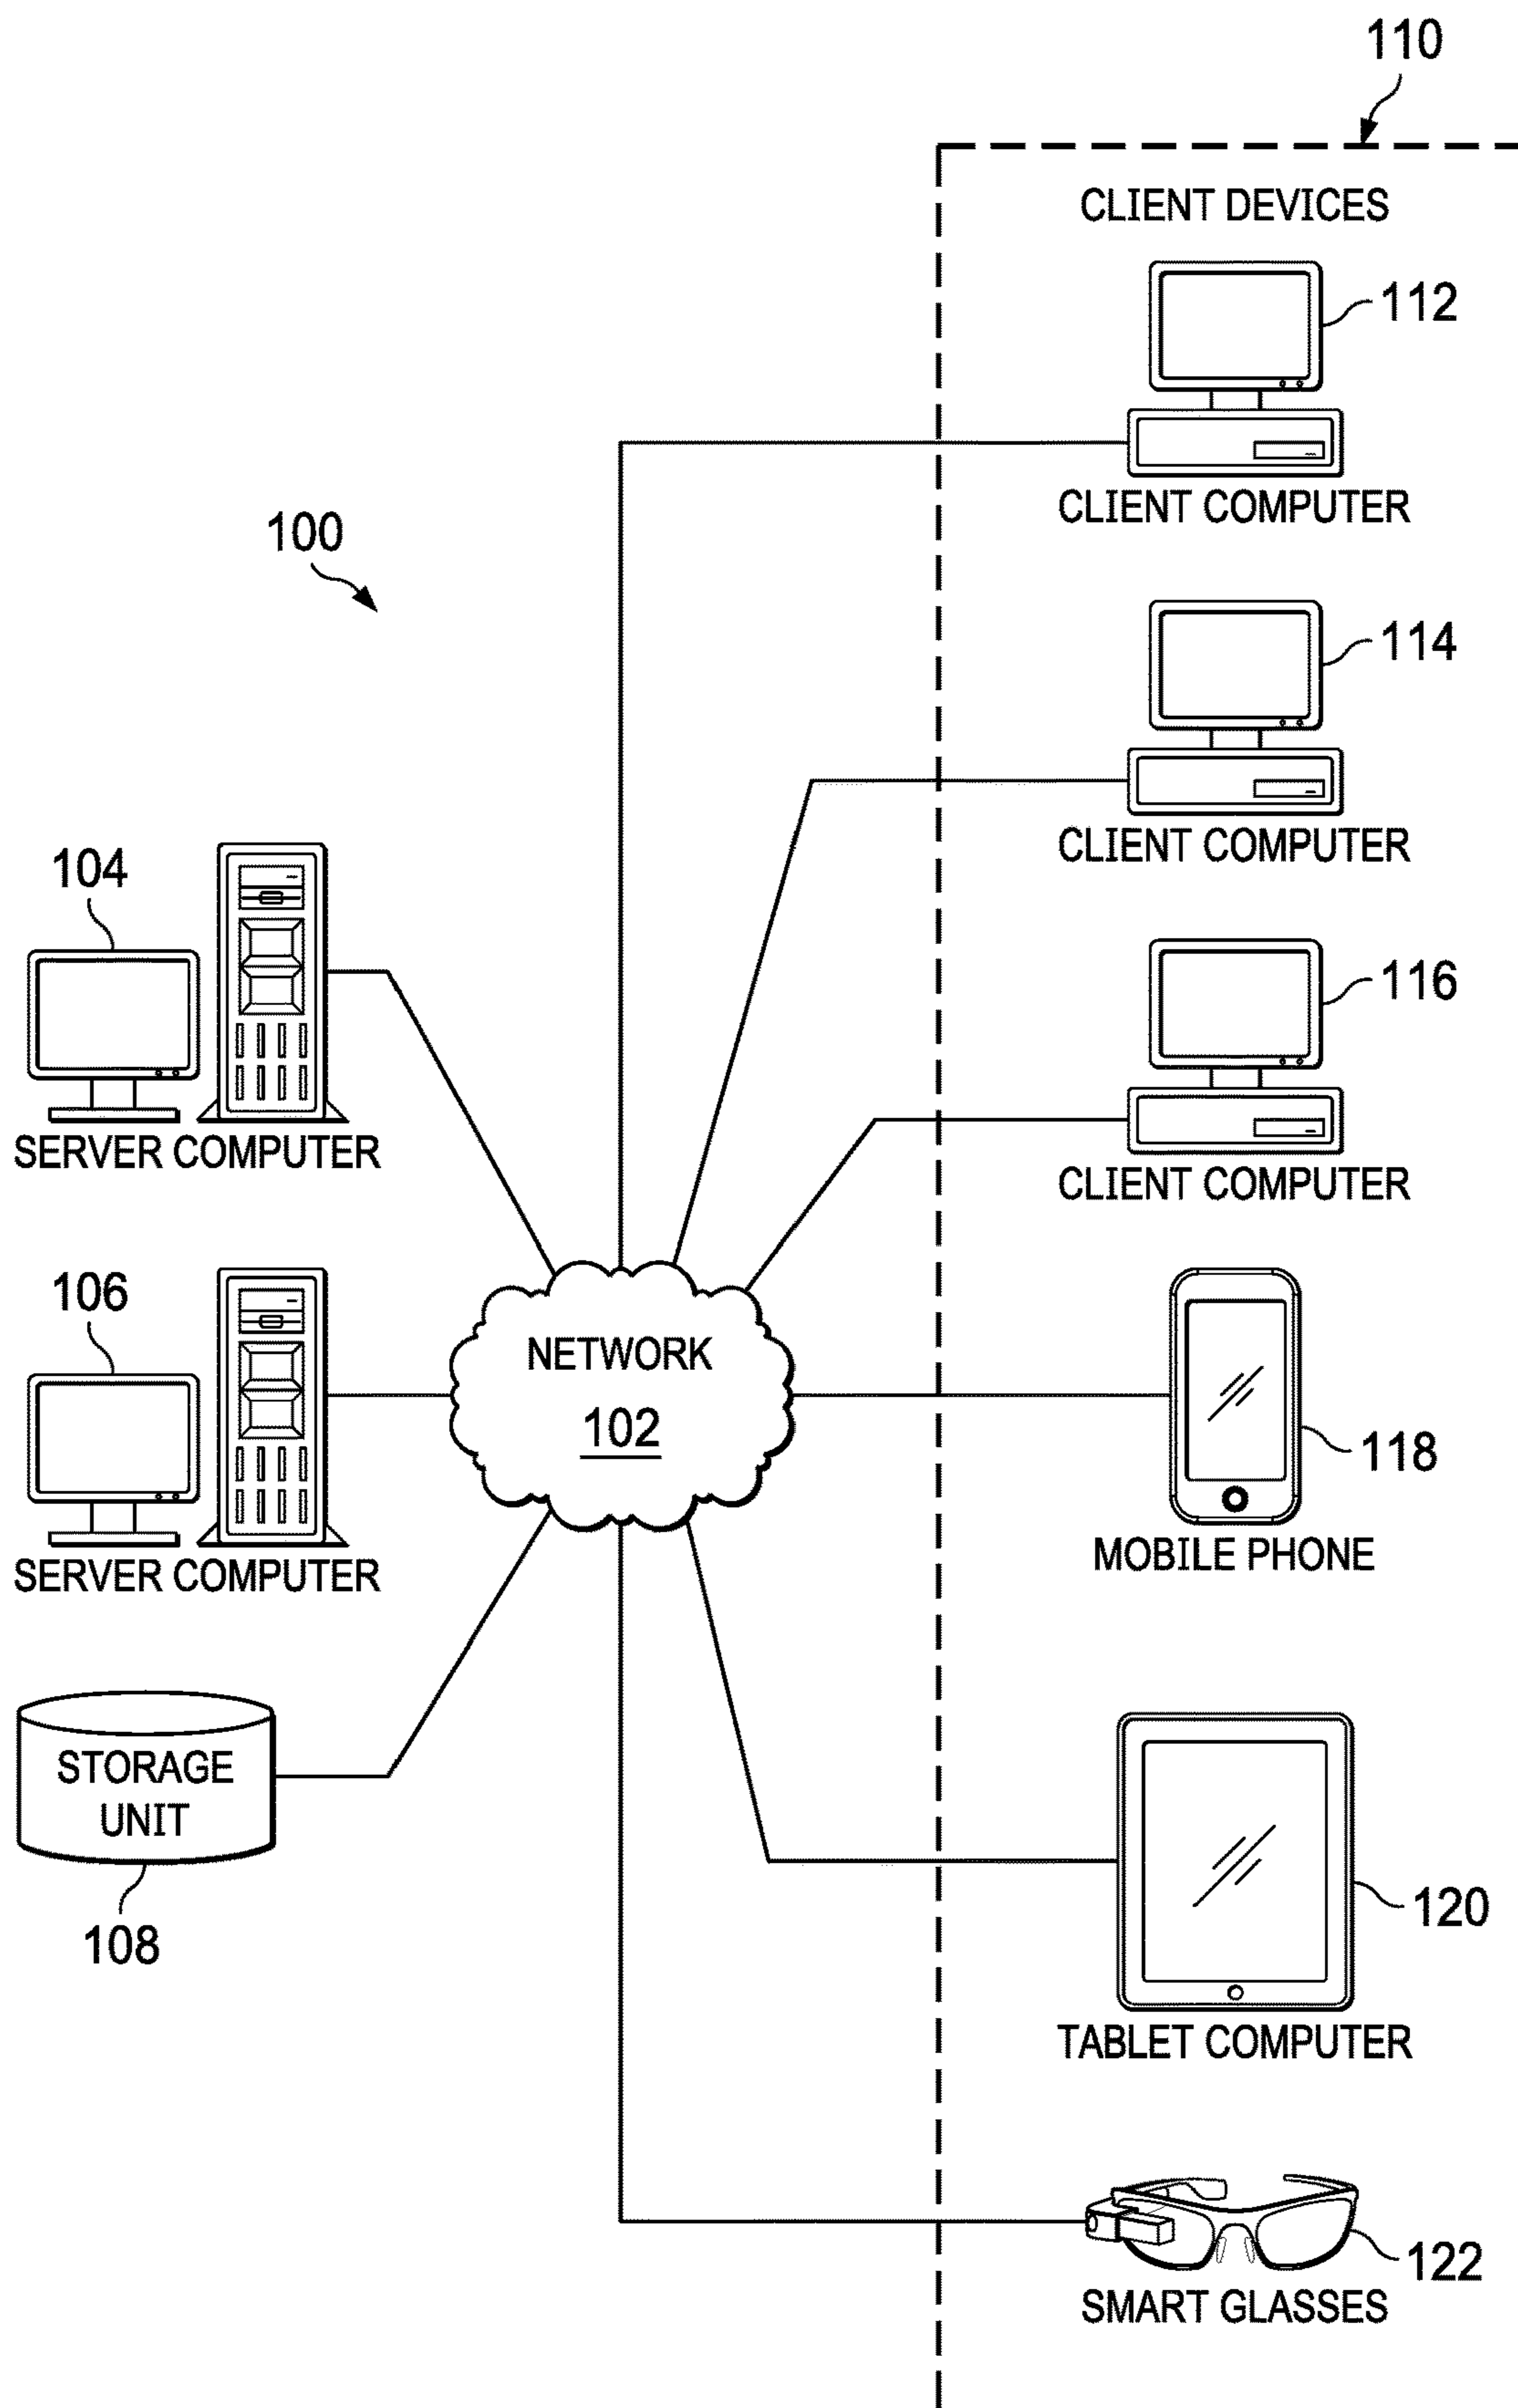 110
CLIENT DEVICES
112
CLIENT COMPUTER
100
114
CLIENT COMPUTER
104
SERVER COMPUTER
116
CLIENT COMPUTER
106
SERVER COMPUTER
NETWORK
102
118
MOBILE PHONE
STORAGE
UNIT
108
120
TABLET COMPUTER
122
SMART GLASSES